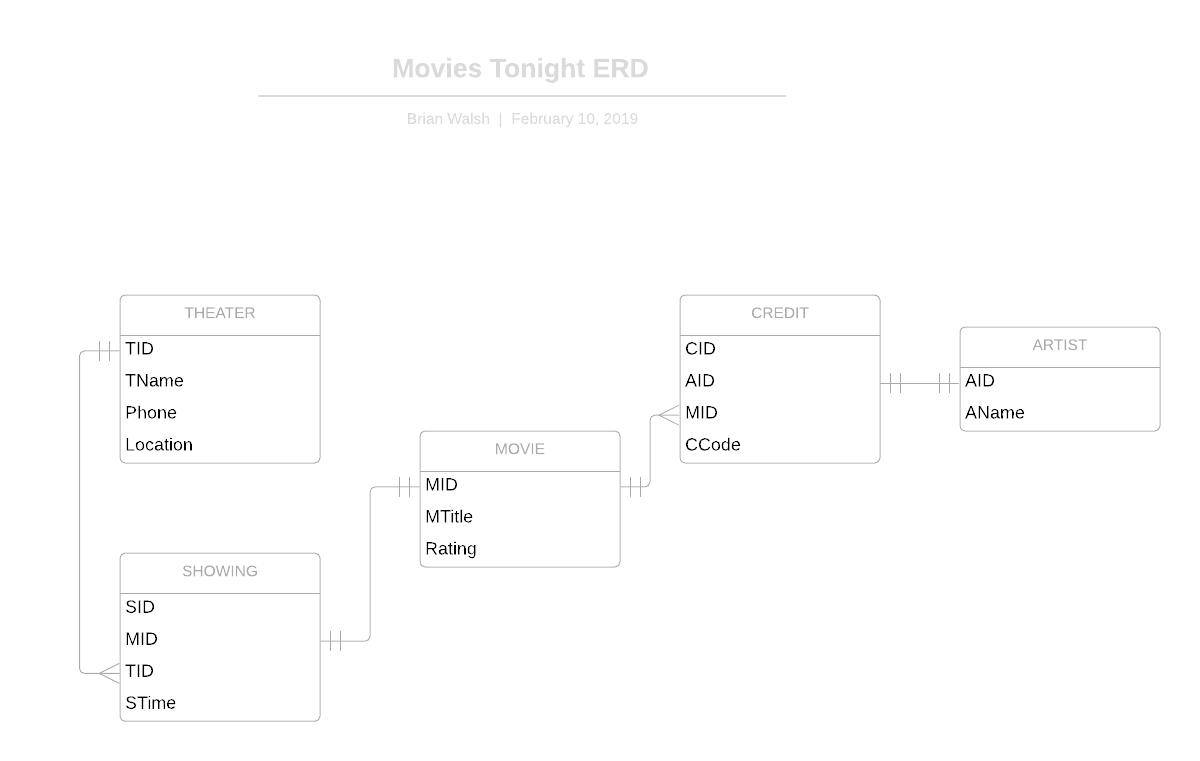 Movies Tonight ERD
Brian Walsh | February 10, 2019
THEATER
TID
TName
Phone
Location
SHOWING
SID
MID
TID
STime
MOVIE
MID
MTitle
Rating
CREDIT
CID
AID
MID
CCode
ARTIST
AID
AName